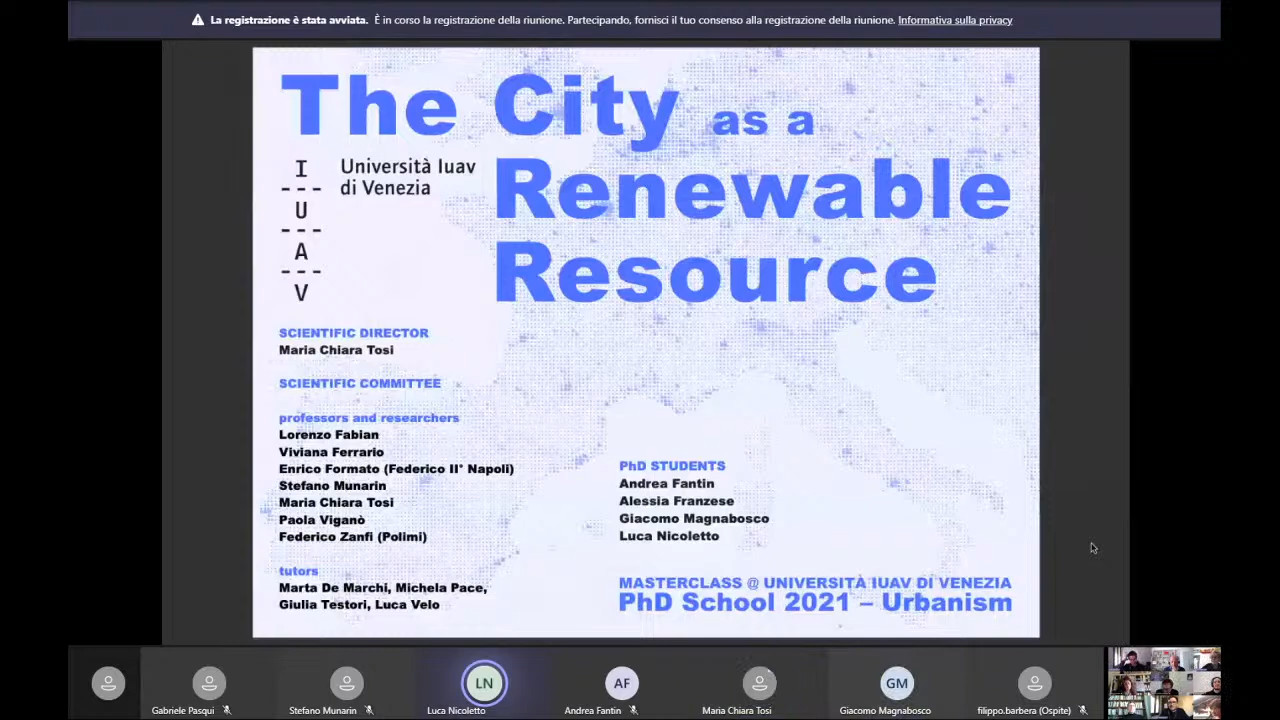 La registrazione è stata avviata. È in corso la registrazione della riunione. Partecipando, fornisci il tuo consenso alla registrazione della riunione. Informativa sulla privacy
The City as a
Renewable
Resource
I
---
U
---
A
---
V
Università Iuav
di Venezia
SCIENTIFIC DIRECTOR
Maria Chiara Tosi
SCIENTIFIC COMMITTEE
professors and researchers
Lorenzo Fabian
Viviana Ferrario
Enrico Formato (Federico II° Napoli)
Stefano Munarin
Maria Chiara Tosi
Paola Viganò
Federico Zanfi (Polimi)
tutors
Marta De Marchi, Michela Pace,
Giulia Testori, Luca Velo
PhD STUDENTS
Andrea Fantin
Alessia Franzese
Giacomo Magnabosco
Luca Nicoletto
MASTERCLASS @ UNIVERSITÀ IUAV DI VENEZIA
PhD School 2021 – Urbanism
LN
AF
GM
Gabriele Pasqui
Stefano Munarin
Luca Nicoletto
Andrea Fantin
Maria Chiara Tosi
Giacomo Magnabosco
filippo.barbera (Ospite)